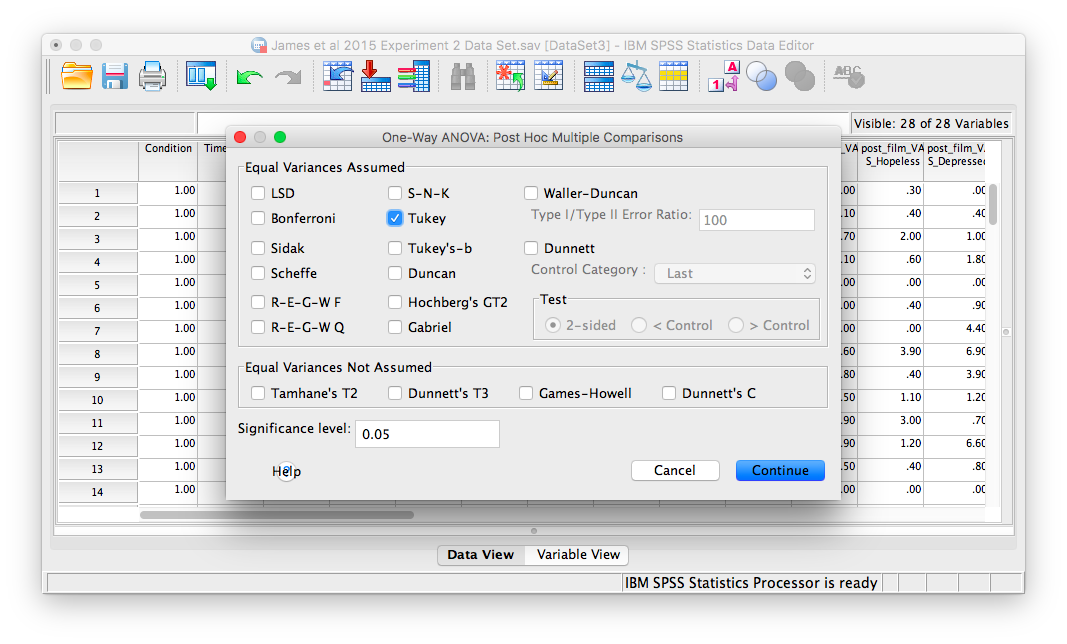 James et al 2015 Experiment 2 Data Set.sav [DataSet3] - IBM SPSS Statistics Data Editor
A
1
ABC
Visible: 28 of 28 Variables
One-Way ANOVA: Post Hoc Multiple Comparisons
Condition Time _VA post_film_VA post_film_V
S_Hopeless S_Depressed
Equal Variances Assumed
LSD S-N-K Waller-Duncan
Bonferroni Tukey Type I/Type II Error Ratio: 100
Sidak Tukey's-b Dunnett
Scheffe Duncan Control Category : Last
R-E-G-W F Hochberg's GT2 Test
R-E-G-W Q Gabriel 2-sided < Control > Control
Equal Variances Not Assumed
Tamhane's T2 Dunnett's T3 Games-Howell Dunnett's C
Significance level: 0.05
Help Cancel Continue
1 1.00 .00 .30 .00
2 1.00 .10 .40 .40
3 1.00 .70 2.00 1.00
4 1.00 .10 .60 1.80
5 1.00 .00 .00 .00
6 1.00 .00 .40 .90
7 1.00 .00 .00 4.40
8 1.00 .60 3.90 6.90
9 1.00 .80 .40 3.90
10 1.00 .50 1.10 1.20
11 1.00 .90 3.00 .70
12 1.00 .90 1.20 6.60
13 1.00 .50 .40 .80
14 1.00 .00 .00 .00
Data View Variable View
IBM SPSS Statistics Processor is ready